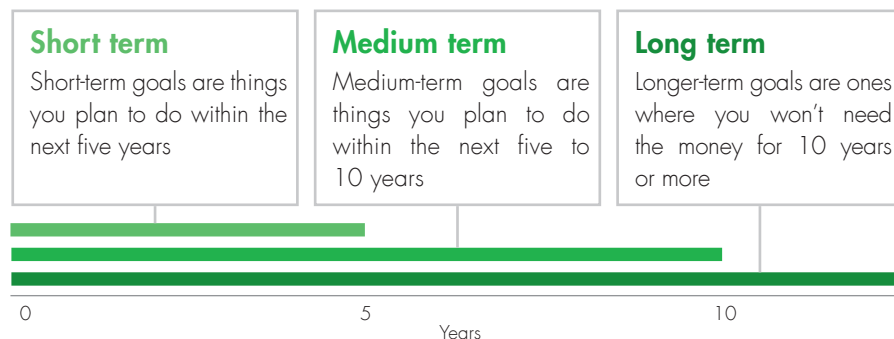 Short term
Short-term goals are things
you plan to do within the
next five years
Medium term
Medium-term goals are
things you plan to do
within the next five to
10 years
Long term
Longer-term goals are ones
where you won’t need
the money for 10 years
or more
0
5
10
Years